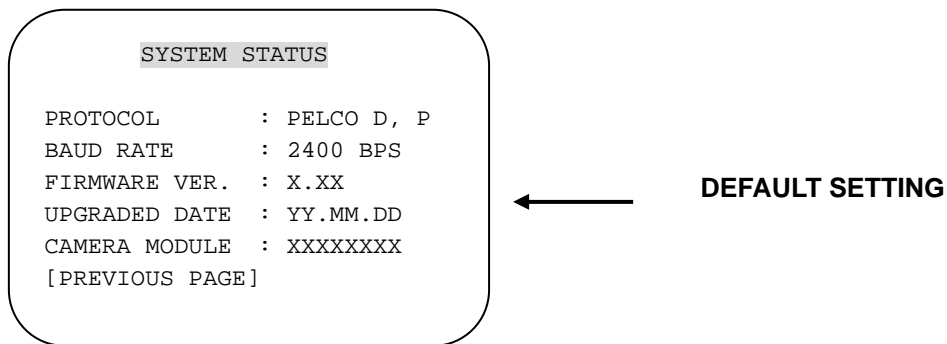 SYSTEM STATUS
PROTOCOL : PELCO D, P
BAUD RATE : 2400 BPS
FIRMWARE VER. : X.XX
UPGRADED DATE : YY.MM.DD
CAMERA MODULE : XXXXXXXX
[PREVIOUS PAGE]
DEFAULT SETTING